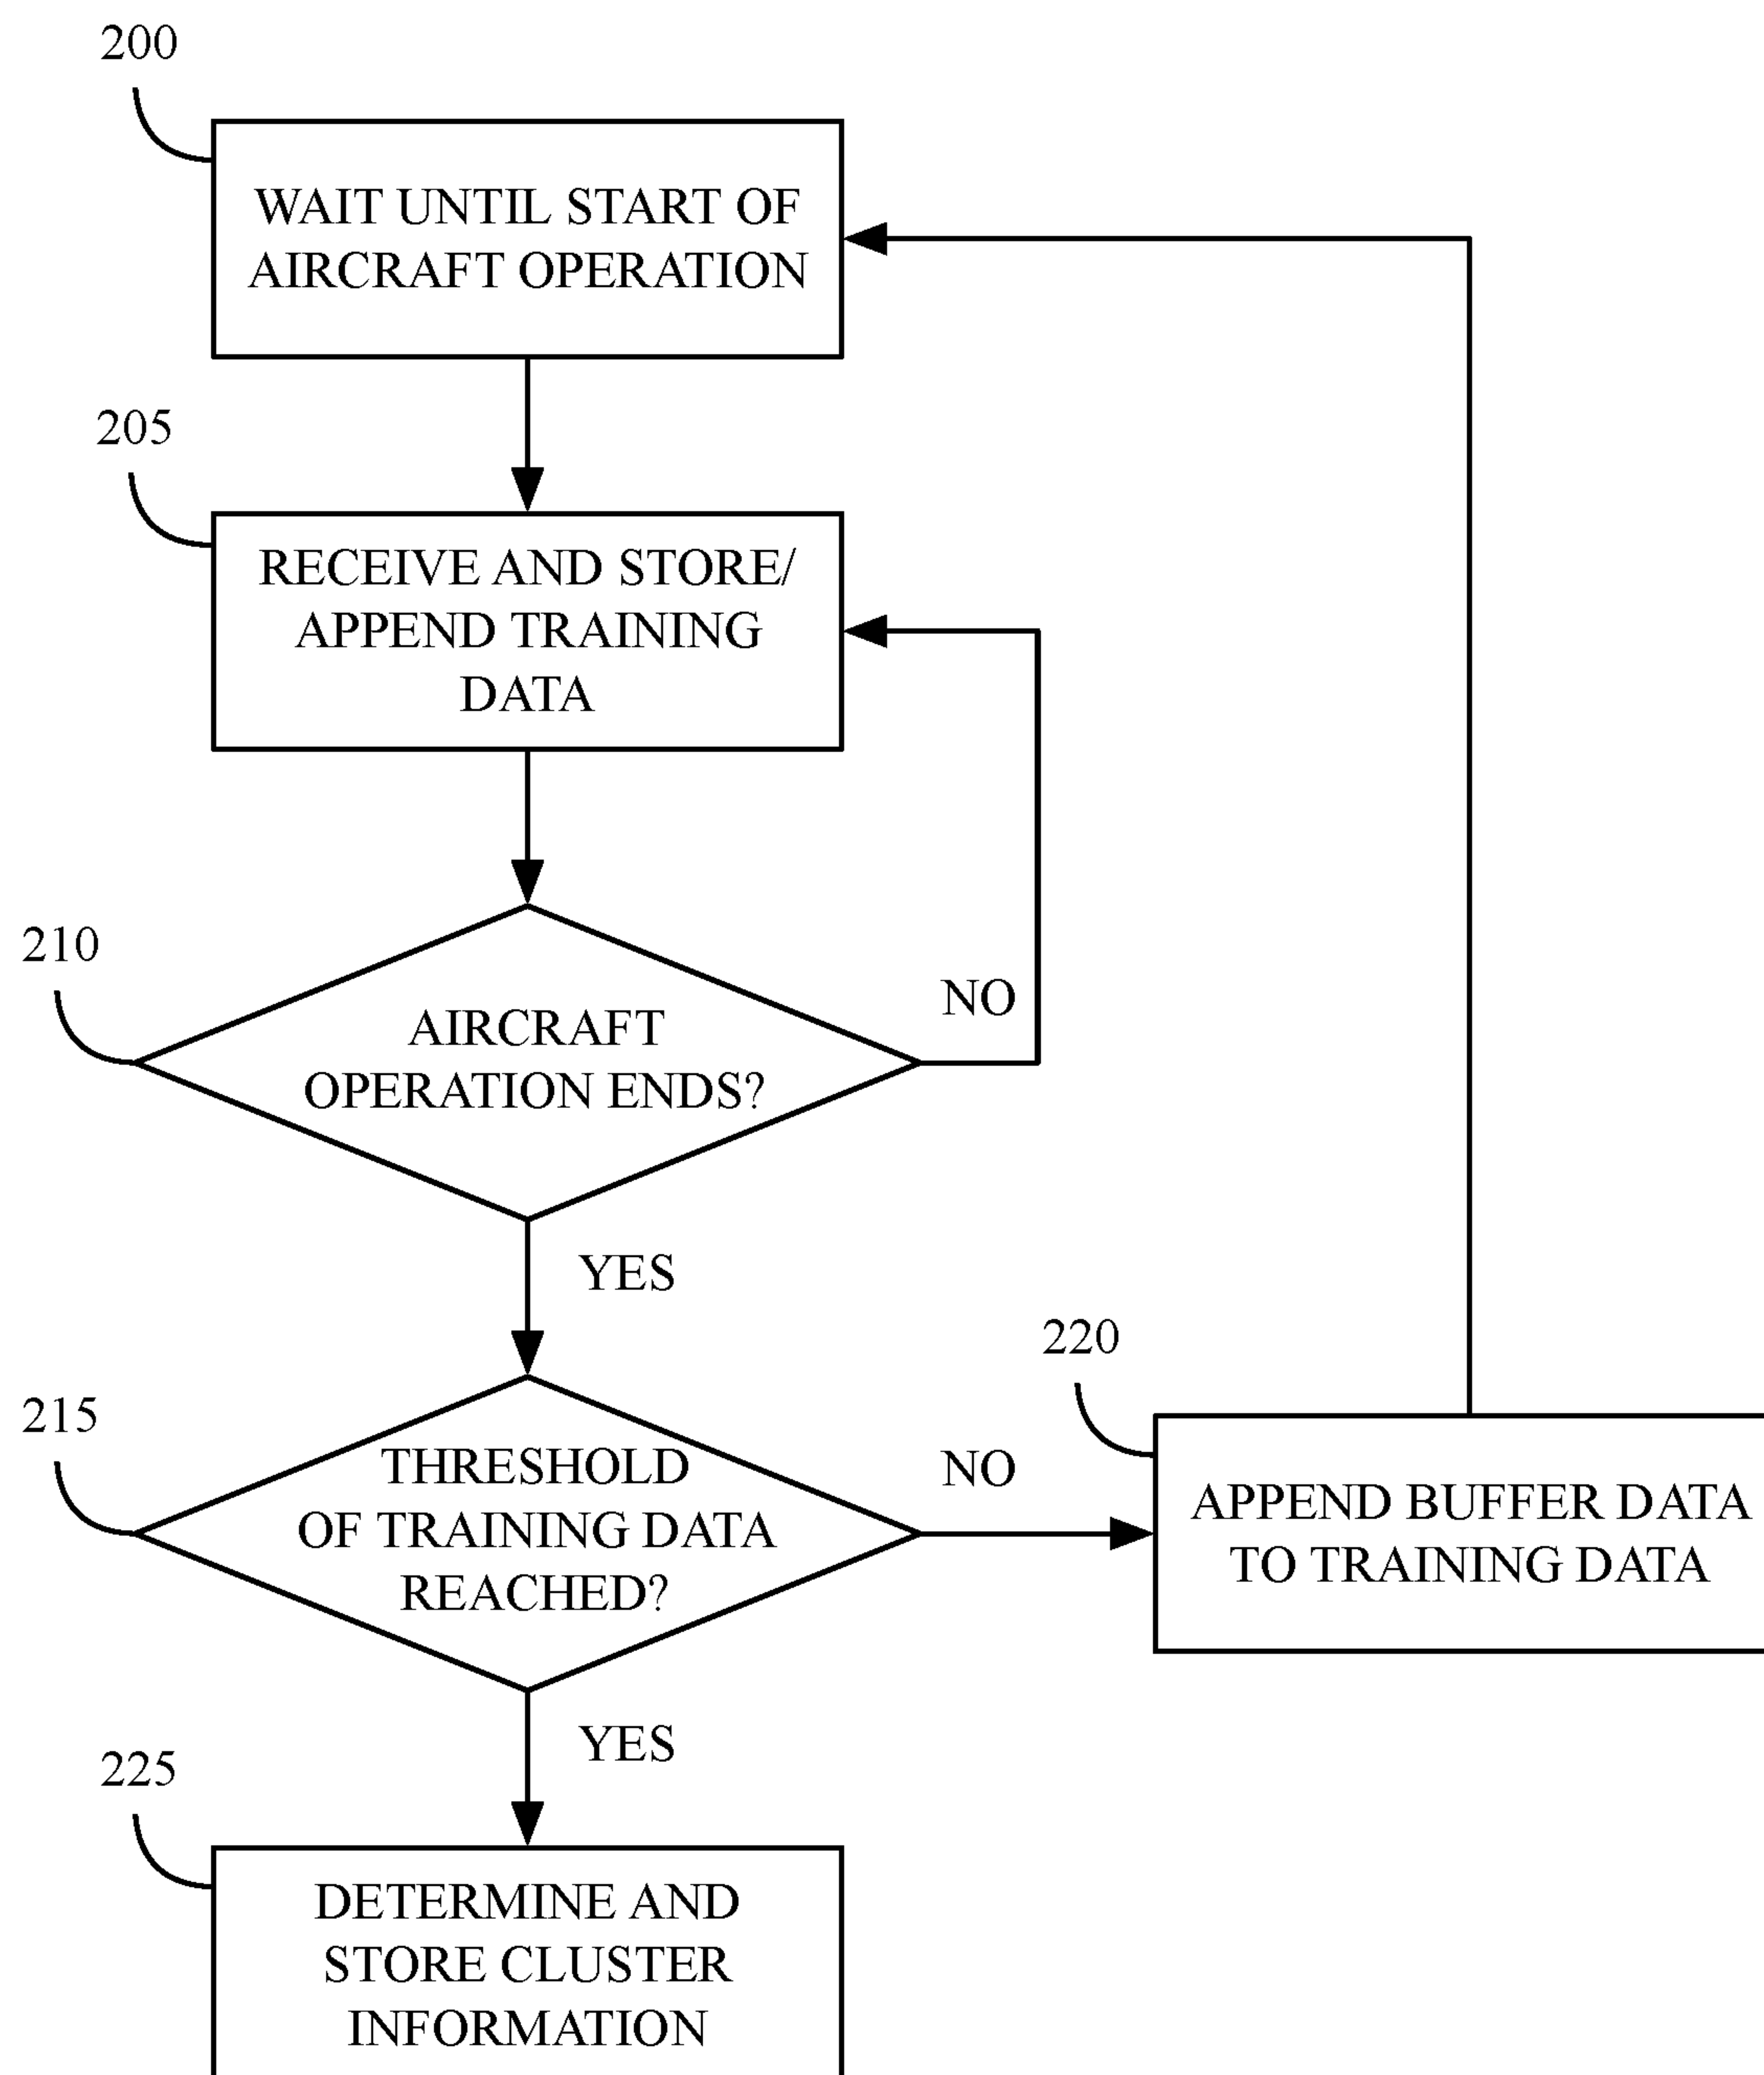 200
WAIT UNTIL START OF
AIRCRAFT OPERATION
205
RECEIVE AND STORE/
APPEND TRAINING
DATA
210
AIRCRAFT
OPERATION ENDS?
NO
YES
215
THRESHOLD
OF TRAINING DATA
REACHED?
NO
220
APPEND BUFFER DATA
TO TRAINING DATA
YES
225
DETERMINE AND
STORE CLUSTER
INFORMATION